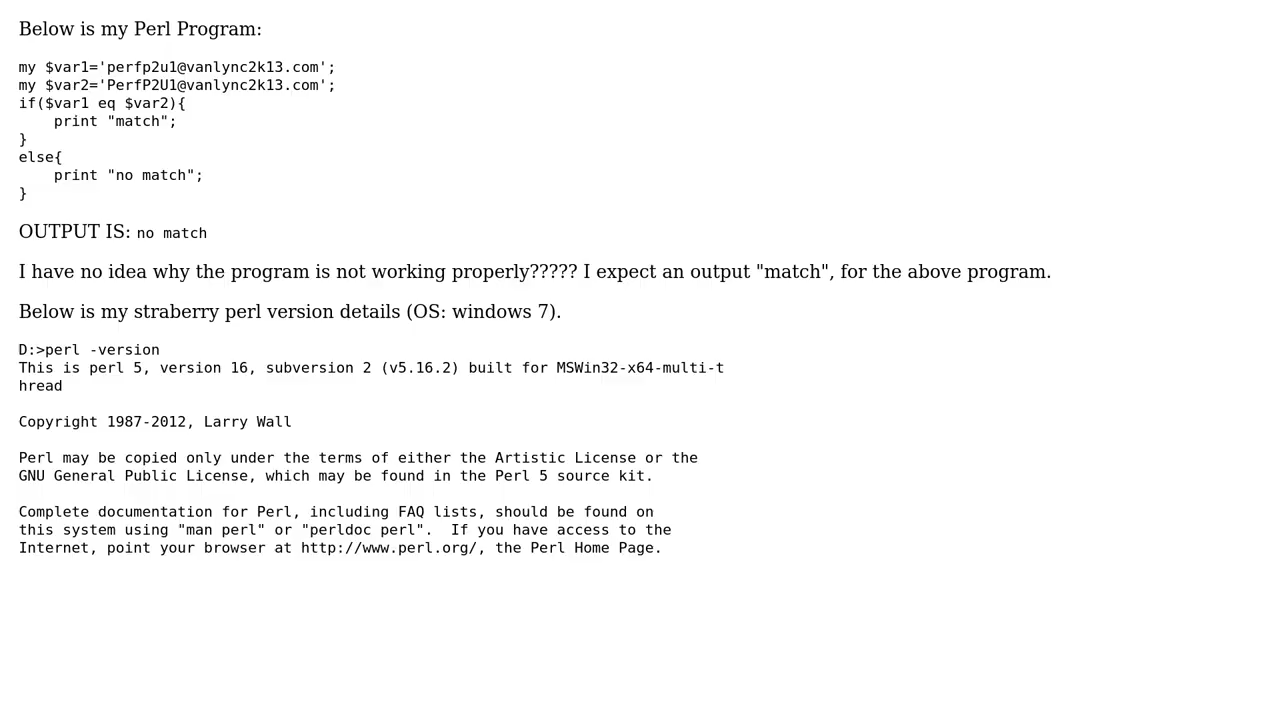 Below is my Perl Program:
my $var1='perfp2u1@vanlync2k13.com';
my $var2='PerfP2U1@vanlync2k13.com';
if($var1 eq $var2){
    print "match";
}
else{
    print "no match";
}
OUTPUT IS: no match
I have no idea why the program is not working properly????? I expect an output "match", for the above program.
Below is my straberry perl version details (OS: windows 7).
D:>perl -version
This is perl 5, version 16, subversion 2 (v5.16.2) built for MSWin32-x64-multi-t
hread
Copyright 1987-2012, Larry Wall
Perl may be copied only under the terms of either the Artistic License or the
GNU General Public License, which may be found in the Perl 5 source kit.
Complete documentation for Perl, including FAQ lists, should be found on
this system using "man perl" or "perldoc perl".  If you have access to the
Internet, point your browser at http://www.perl.org/, the Perl Home Page.